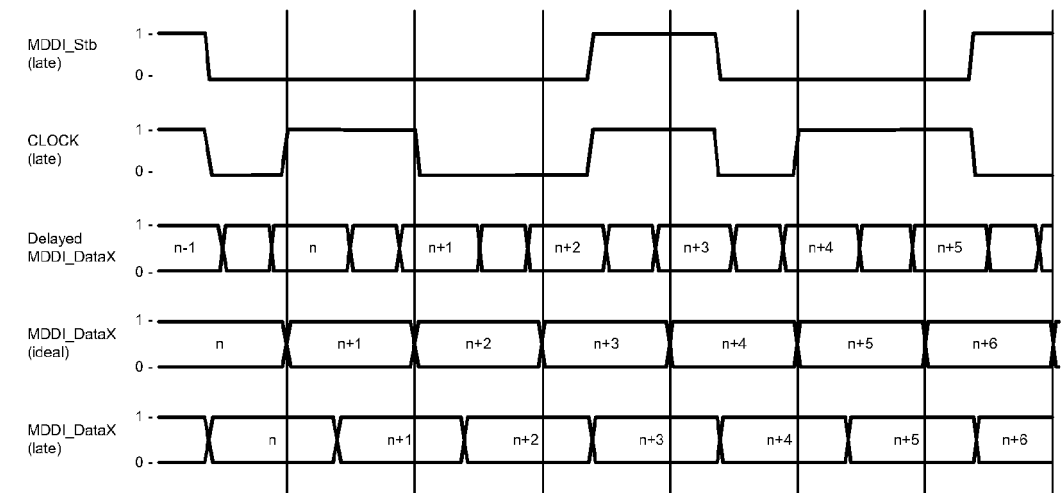 MDDI_Stb
(late)
1 -
0 -
CLOCK
(late)
1 -
0 -
Delayed
MDDI_DataX
1 -
0 -
n-1 n n+1 n+2 n+3 n+4 n+5
MDDI_DataX
(ideal)
1 -
0 -
n n+1 n+2 n+3 n+4 n+5 n+6
MDDI_DataX
(late)
1 -
0 -
n n+1 n+2 n+3 n+4 n+5 n+6